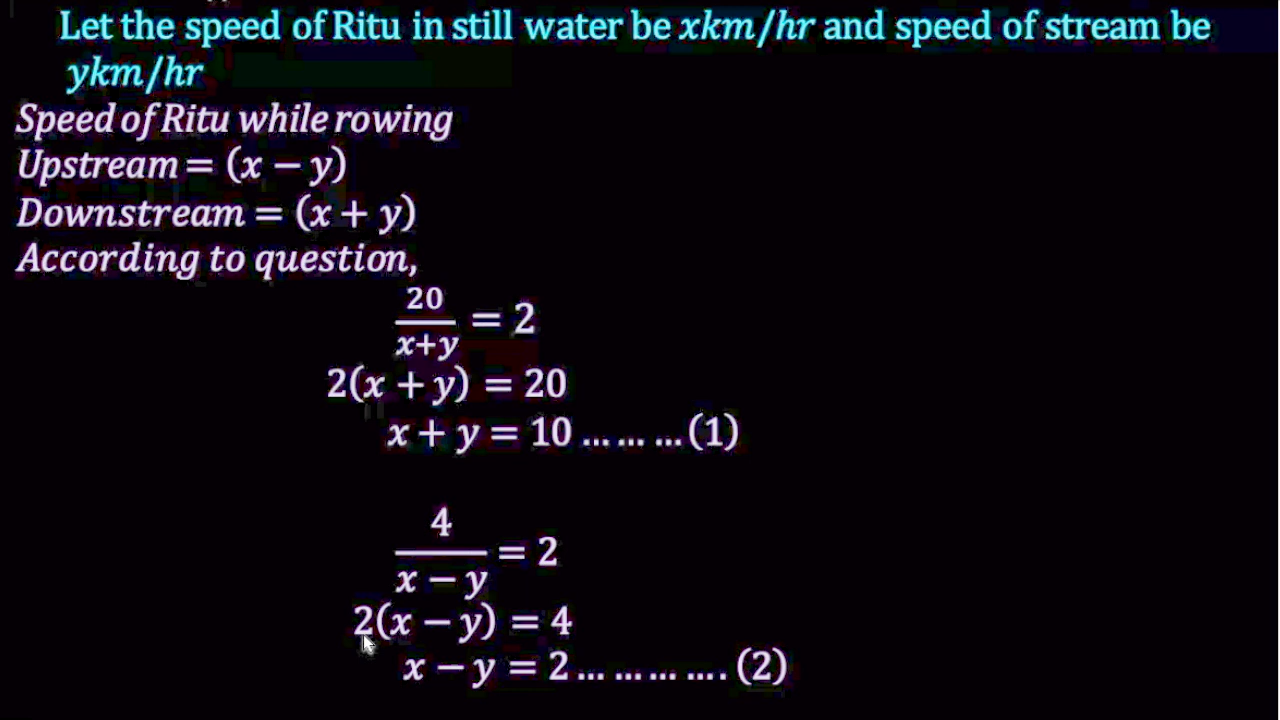 Let the speed of Ritu in still water be xkm/hr and speed of stream be
ykm/hr
Speed of Ritu while rowing
Upstream = (x − y)
Downstream = (x + y)
According to question,
20
x+y
= 2
2(x + y) = 20
x + y = 10 ... ... ... (1)
4
x − y
= 2
2(x − y) = 4
x − y = 2 ... ... ... .... (2)